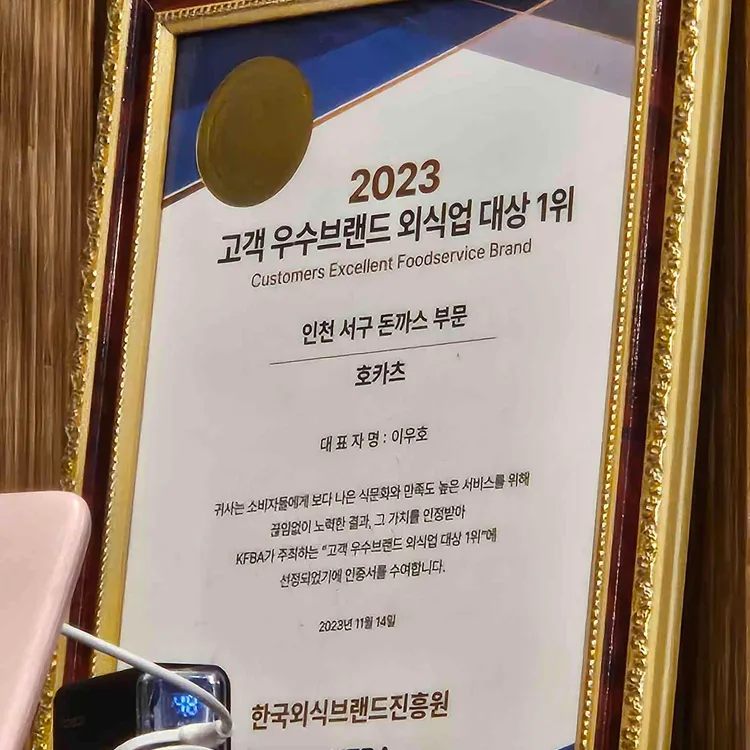 2023
고객 우수브랜드 외식업 대상 1위
Customers Excellent Foodservice Brand
인천 서구 돈까스 부문
호카츠
대 표 자 명 : 이우호
귀사는 소비자들에게 보다 나은 식문화와 만족도 높은 서비스를 위해
끊임없이 노력한 결과, 그 가치를 인정받아
KFBA가 주최하는 "고객 우수브랜드 외식업 대상 1위"에
선정되었기에 인증서를 수여합니다.
2023년 11월 14일
48
한국외식브랜드진흥원